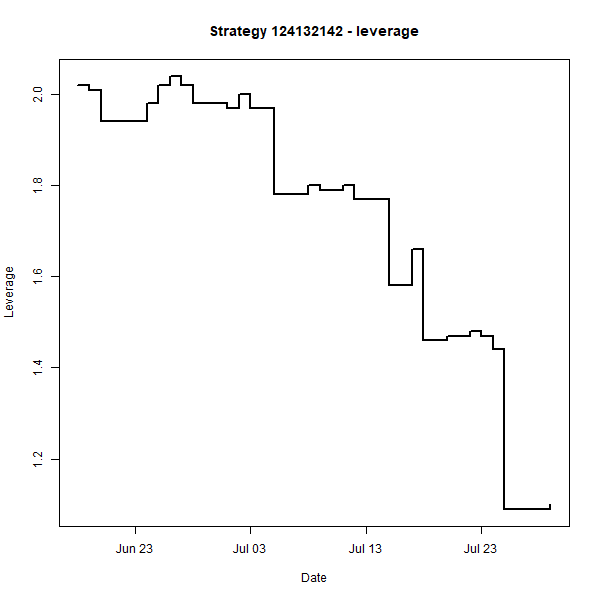 Strategy 124132142 - leverage
Leverage
2.0
1.8
1.6
1.4
1.2
Jun 23
Jul 03
Jul 13
Jul 23
Date